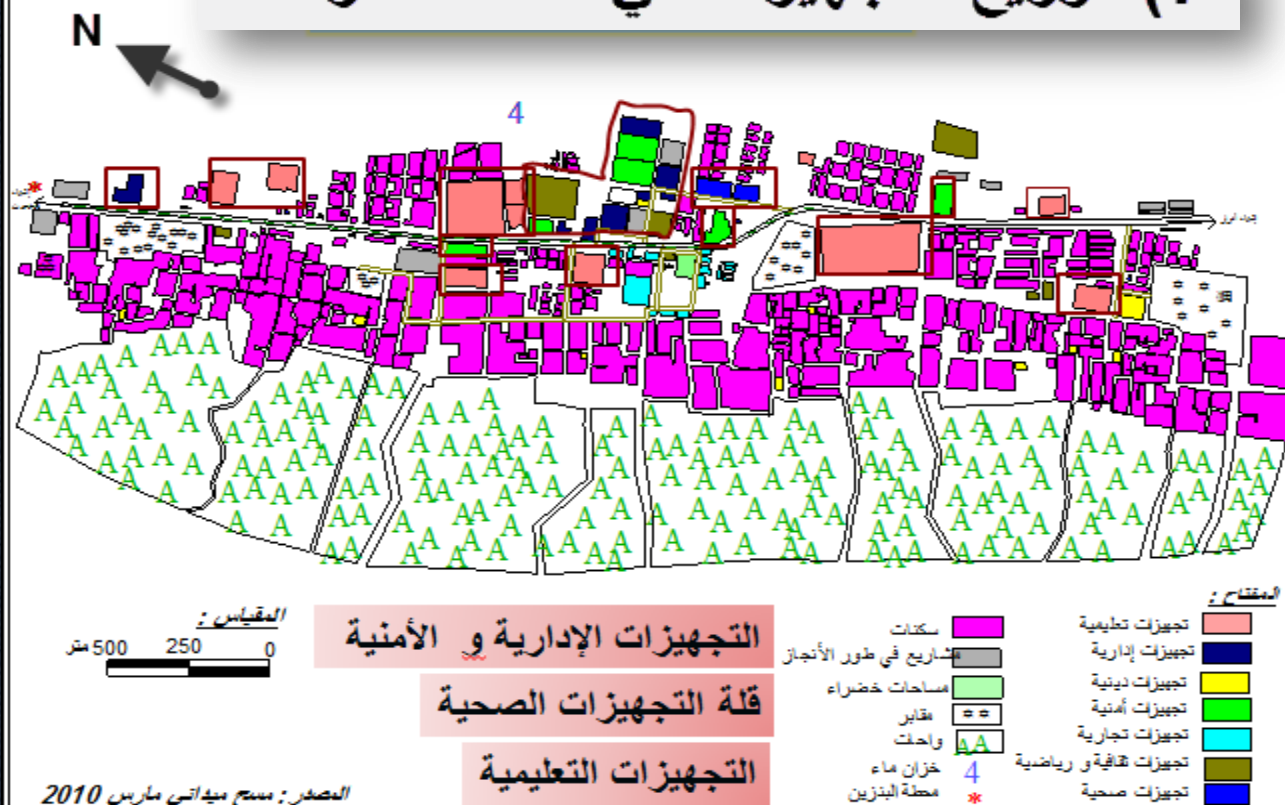 N
4
المقياس :
500 متر 250 0
التجهيزات الإدارية و الأمنية
قلة التجهيزات الصحية
التجهيزات التعليمية
المصدر : مسح ميداني مارس 2010
المفتاح :
تجهيزات تعليمية
تجهيزات إدارية
تجهيزات دينية
تجهيزات أمنية
تجهيزات تجارية
تجهيزات ثقافية و رياضية
تجهيزات صحية
سكنات
مشاريع في طور الأنجاز
مساحات خضراء
مقابر
واحات
خزان ماء
4
محطة البنزين
*